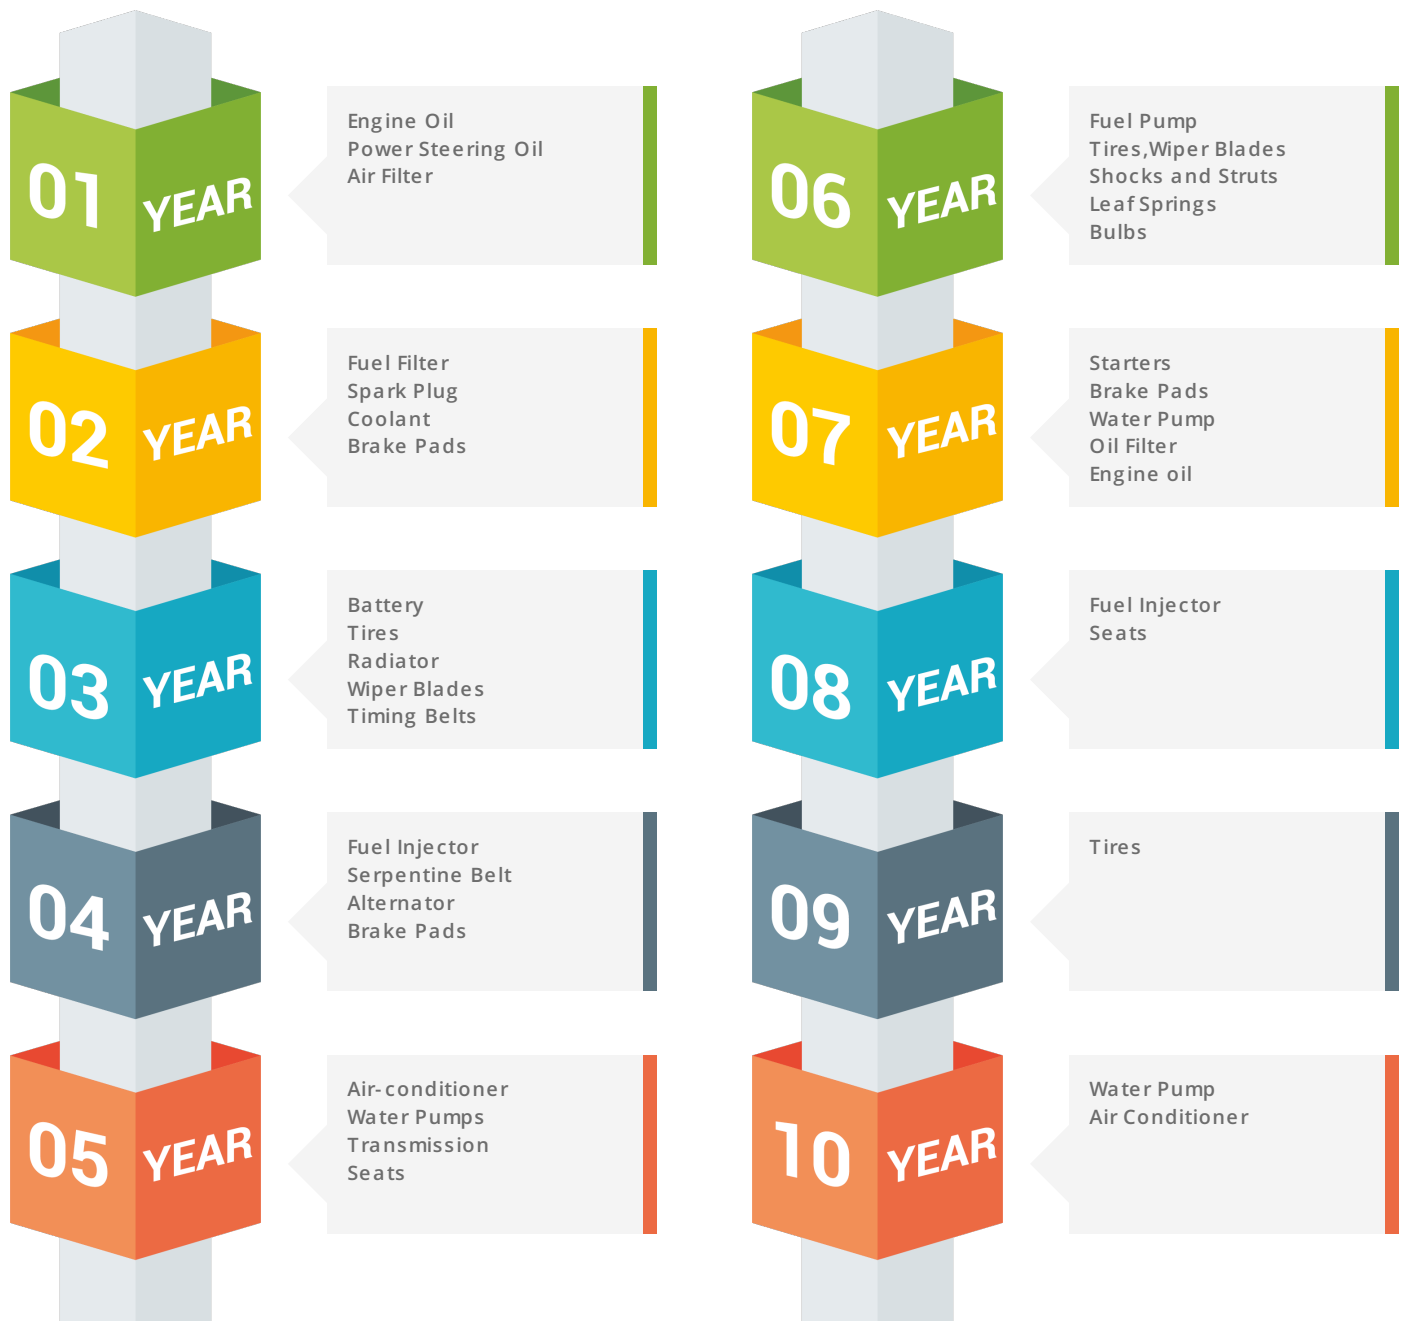 01 YEAR
Engine Oil
Power Steering Oil
Air Filter
02 YEAR
Fuel Filter
Spark Plug
Coolant
Brake Pads
03 YEAR
Battery
Tires
Radiator
Wiper Blades
Timing Belts
04 YEAR
Fuel Injector
Serpentine Belt
Alternator
Brake Pads
05 YEAR
Air-conditioner
Water Pumps
Transmission
Seats
06 YEAR
Fuel Pump
Tires,Wiper Blades
Shocks and Struts
Leaf Springs
Bulbs
07 YEAR
Starters
Brake Pads
Water Pump
Oil Filter
Engine oil
08 YEAR
Fuel Injector
Seats
09 YEAR
Tires
10 YEAR
Water Pump
Air Conditioner